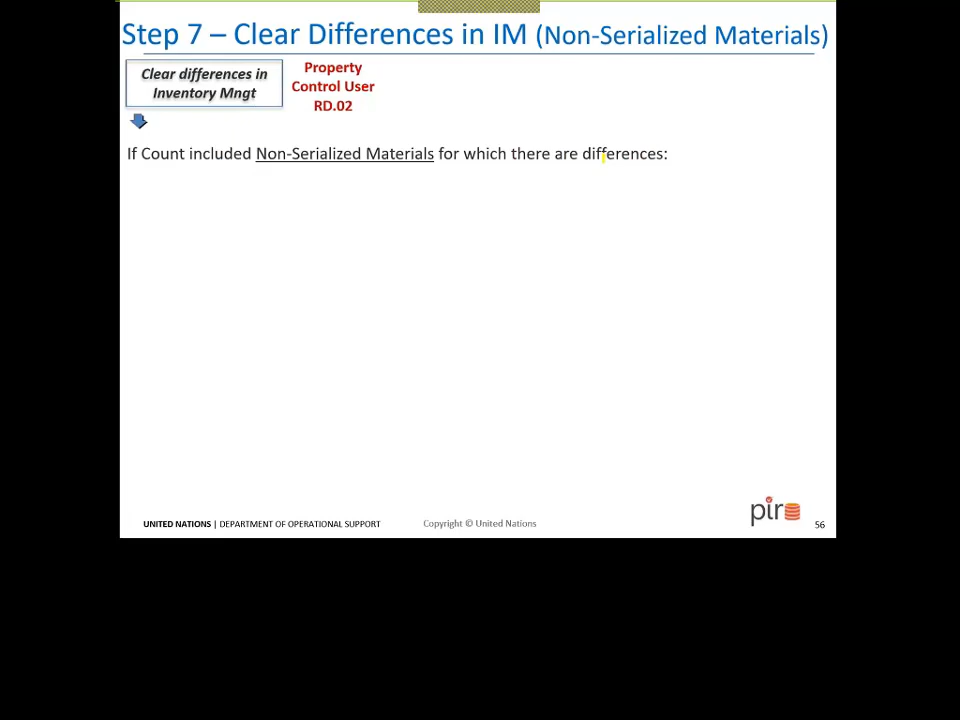 Step 7 – Clear Differences in IM (Non-Serialized Materials)
Clear differences in
Inventory Mngt
Property
Control User
RD.02
If Count included Non-Serialized Materials for which there are differences:
UNITED NATIONS | DEPARTMENT OF OPERATIONAL SUPPORT
Copyright © United Nations
pir
56